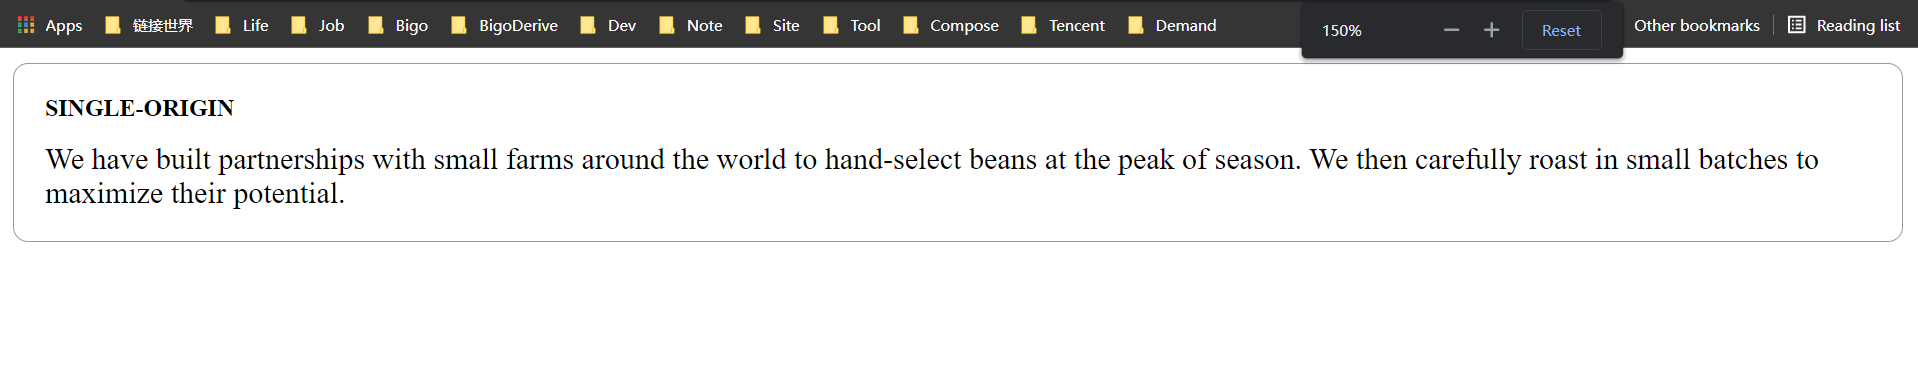 Apps 链接世界 Life Job Bigo BigoDerive Dev Note Site Tool Compose Tencent Demand 150% Reset Other bookmarks Reading list
SINGLE-ORIGIN
We have built partnerships with small farms around the world to hand-select beans at the peak of season. We then carefully roast in small batches to
maximize their potential.